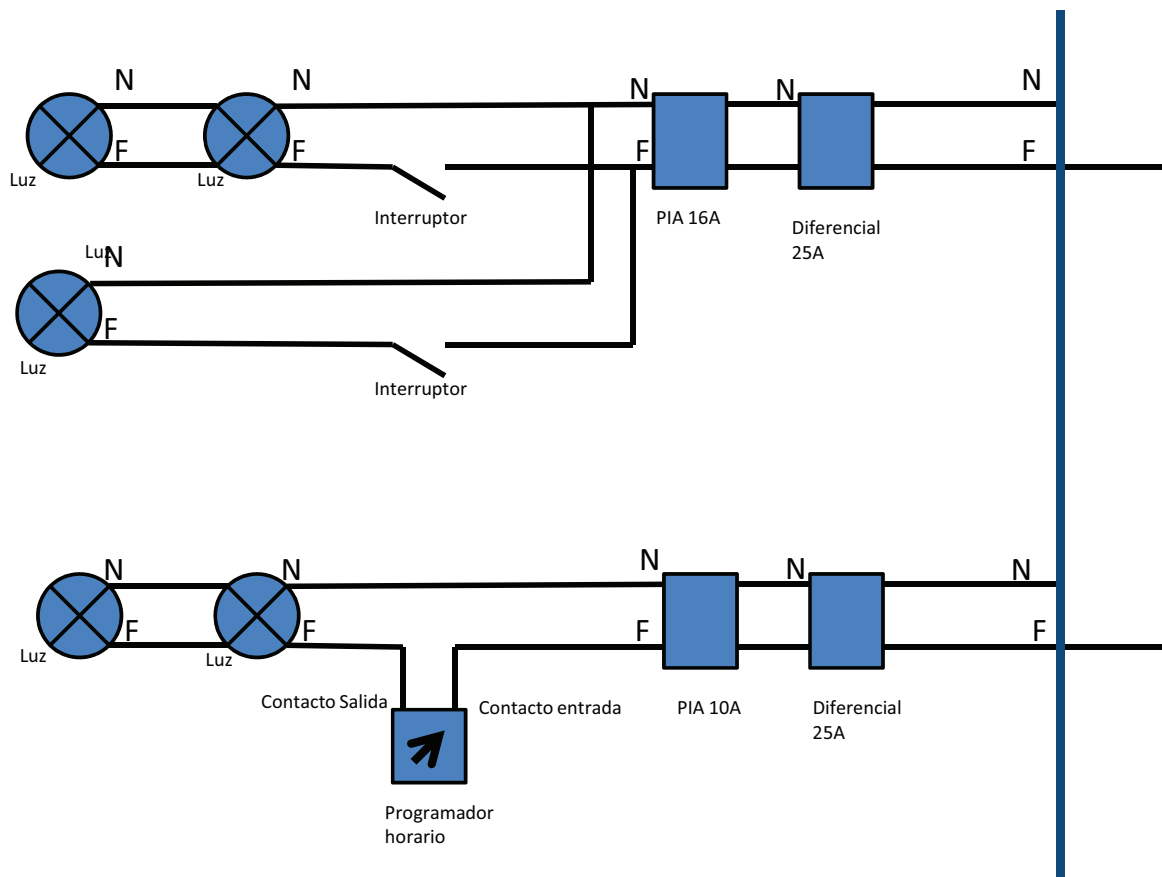 N
N
N
N
N
F
F
F
F
Luz
Luz
Interruptor
PIA 16A
Diferencial
25A
Luz
N
F
Luz
Interruptor
N
N
N
N
N
F
F
F
F
Luz
Luz
Contacto Salida
Contacto entrada
PIA 10A
Diferencial
25A
Programador
horario